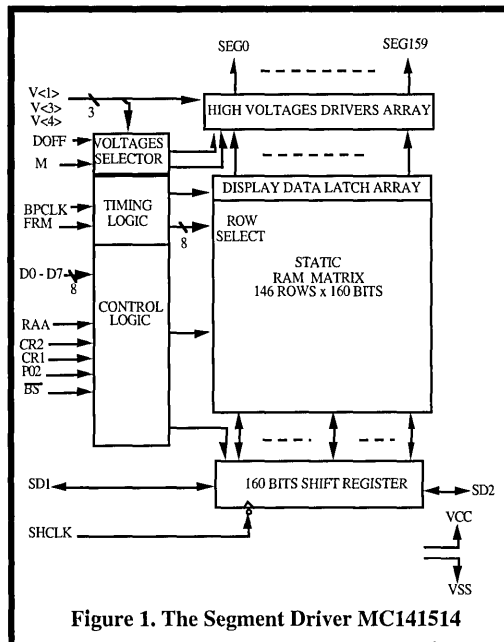 SEG0
SEG159
V<1>
V<3>
V<4>
3
HIGH VOLTAGES DRIVERS ARRAY
DOFF
M
VOLTAGES
SELECTOR
DISPLAY DATA LATCH ARRAY
BPCLK
FRM
TIMING
LOGIC
8
ROW
SELECT
STATIC
RAM MATRIX
146 ROWS x 160 BITS
D0 - D7
8
CONTROL
LOGIC
RAA
CR2
CR1
P02
BS
SD1
160 BITS SHIFT REGISTER
SD2
SHCLK
VCC
VSS
Figure 1. The Segment Driver MC141514